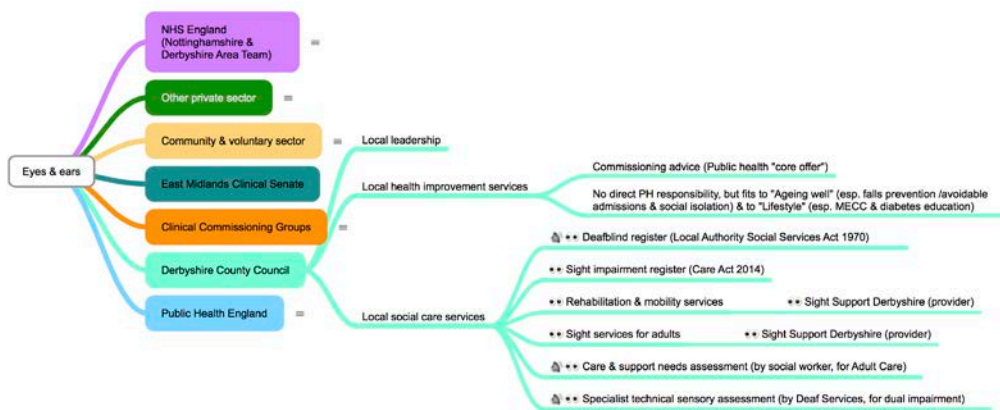 Eyes & ears
NHS England
(Nottinghamshire &
Derbyshire Area Team)
Other private sector
Community & voluntary sector
East Midlands Clinical Senate
Clinical Commissioning Groups
Derbyshire County Council
Public Health England
Local leadership
Local health improvement services
Commissioning advice (Public health "core offer")
No direct PH responsibility, but fits to "Ageing well" (esp. falls prevention /avoidable
admissions & social isolation) & to "Lifestyle" (esp. MECC & diabetes education)
Local social care services
Deafblind register (Local Authority Social Services Act 1970)
Sight impairment register (Care Act 2014)
Rehabilitation & mobility services
Sight Support Derbyshire (provider)
Sight services for adults
Sight Support Derbyshire (provider)
Care & support needs assessment (by social worker, for Adult Care)
Specialist technical sensory assessment (by Deaf Services, for dual impairment)